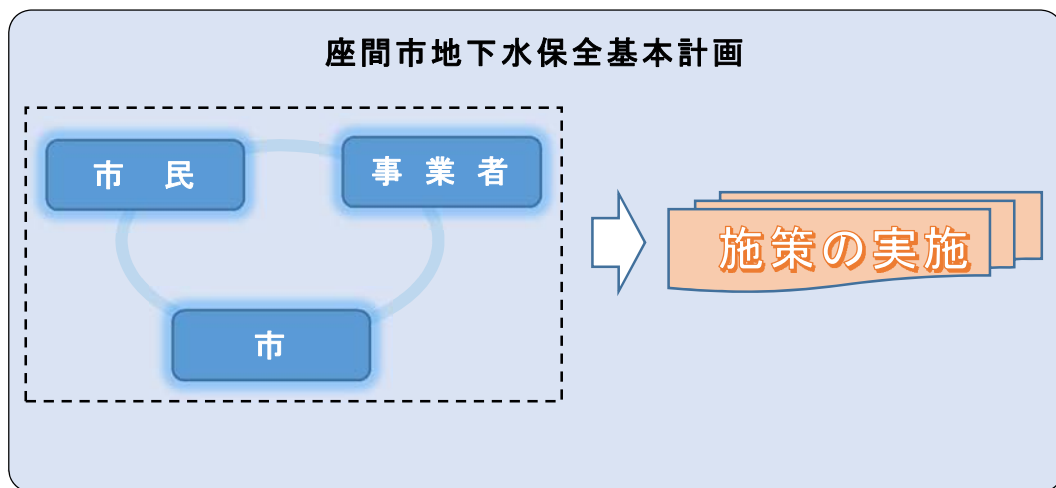 座間市地下水保全基本計画
市 民
事 業 者
施策の実施
市